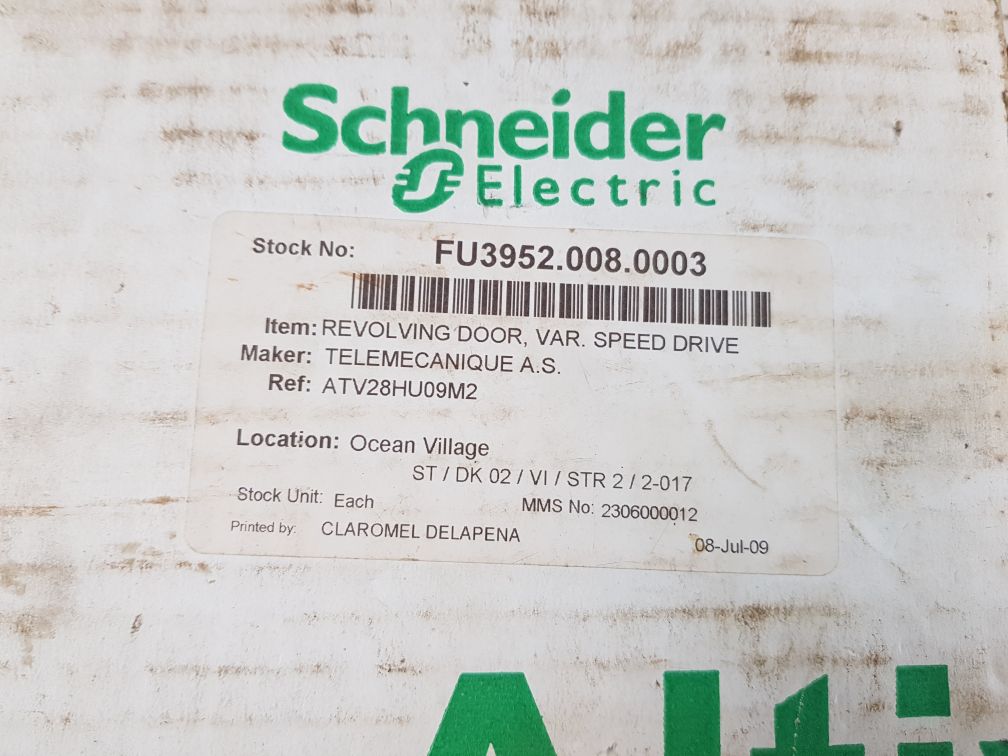 Schneider
Electric
Stock No: FU3952.008.0003
Item: REVOLVING DOOR, VAR. SPEED DRIVE
Maker: TELEMECANIQUE A.S.
Ref: ATV28HU09M2
Location: Ocean Village
ST / DK 02 / VI / STR 2 / 2-017
Stock Unit: Each MMS No: 2306000012
Printed by: CLAROMEL DELAPENA 08-Jul-09
Alti